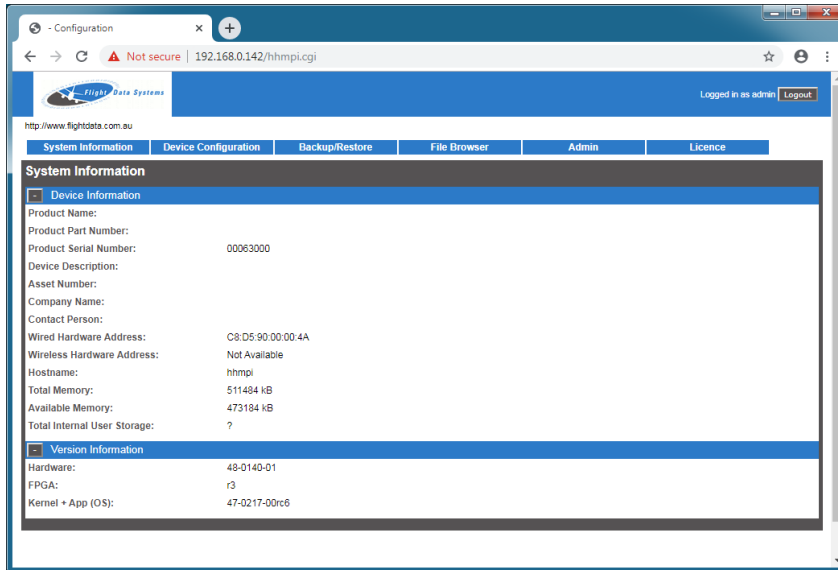 - Configuration
Not secure | 192.168.0.142/hhmpi.cgi
Flight Data Systems
Logged in as admin Logout
http://www.flightdata.com.au
System Information Device Configuration Backup/Restore File Browser Admin Licence
System Information
- Device Information
Product Name:
Product Part Number:
Product Serial Number: 00063000
Device Description:
Asset Number:
Company Name:
Contact Person:
Wired Hardware Address: C8:D5:90:00:00:4A
Wireless Hardware Address: Not Available
Hostname: hhmpi
Total Memory: 511484 kB
Available Memory: 473184 kB
Total Internal User Storage: ?
- Version Information
Hardware: 48-0140-01
FPGA: r3
Kernel + App (OS): 47-0217-00rc6